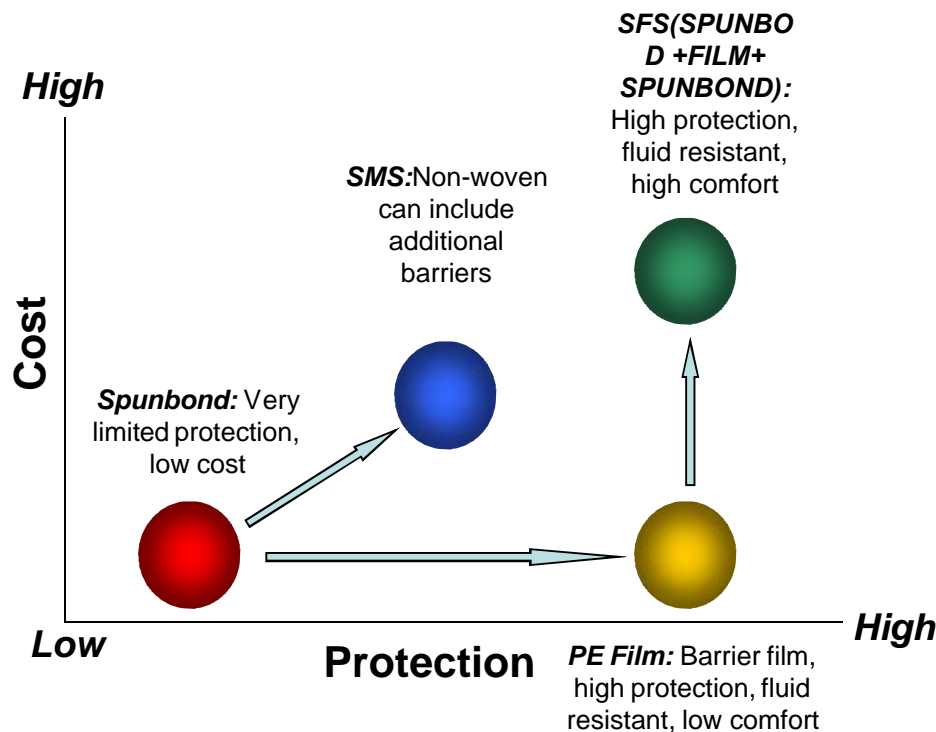 SFS(SPUNBO
D +FILM+
SPUNBOND):
High protection,
fluid resistant,
high comfort
High
SMS:Non-woven
can include
additional
barriers
Cost
Spunbond: Very
limited protection,
low cost
Low
Protection
High
PE Film: Barrier film,
high protection, fluid
resistant, low comfort